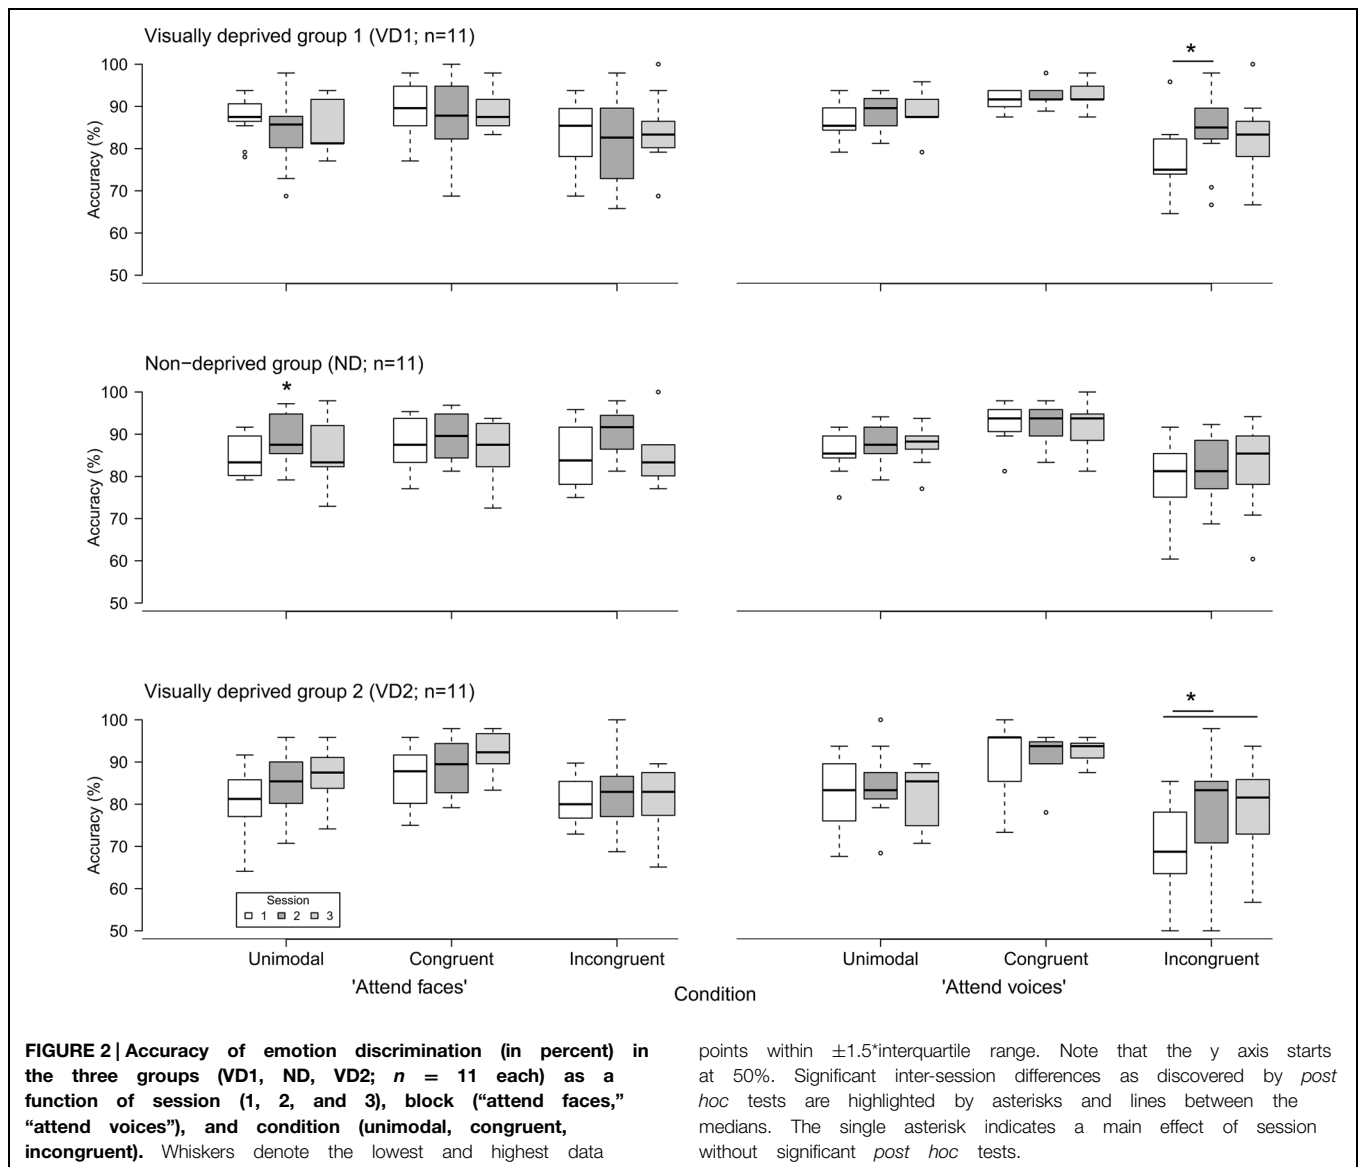 Visually deprived group 1 (VD1; n=11)
Accuracy (%)
100
90
80
70
60
50
*
Non−deprived group (ND; n=11)
Accuracy (%)
100
90
80
70
60
50
*
Visually deprived group 2 (VD2; n=11)
Accuracy (%)
100
90
80
70
60
50
*
Session
1 2 3
Unimodal Congruent Incongruent Unimodal Congruent Incongruent
'Attend faces' 'Attend voices'
Condition
FIGURE 2 | Accuracy of emotion discrimination (in percent) in
the three groups (VD1, ND, VD2; n = 11 each) as a
function of session (1, 2, and 3), block (“attend faces,”
“attend voices”), and condition (unimodal, congruent,
incongruent). Whiskers denote the lowest and highest data
points within ±1.5*interquartile range. Note that the y axis starts
at 50%. Significant inter-session differences as discovered by post
hoc tests are highlighted by asterisks and lines between the
medians. The single asterisk indicates a main effect of session
without significant post hoc tests.